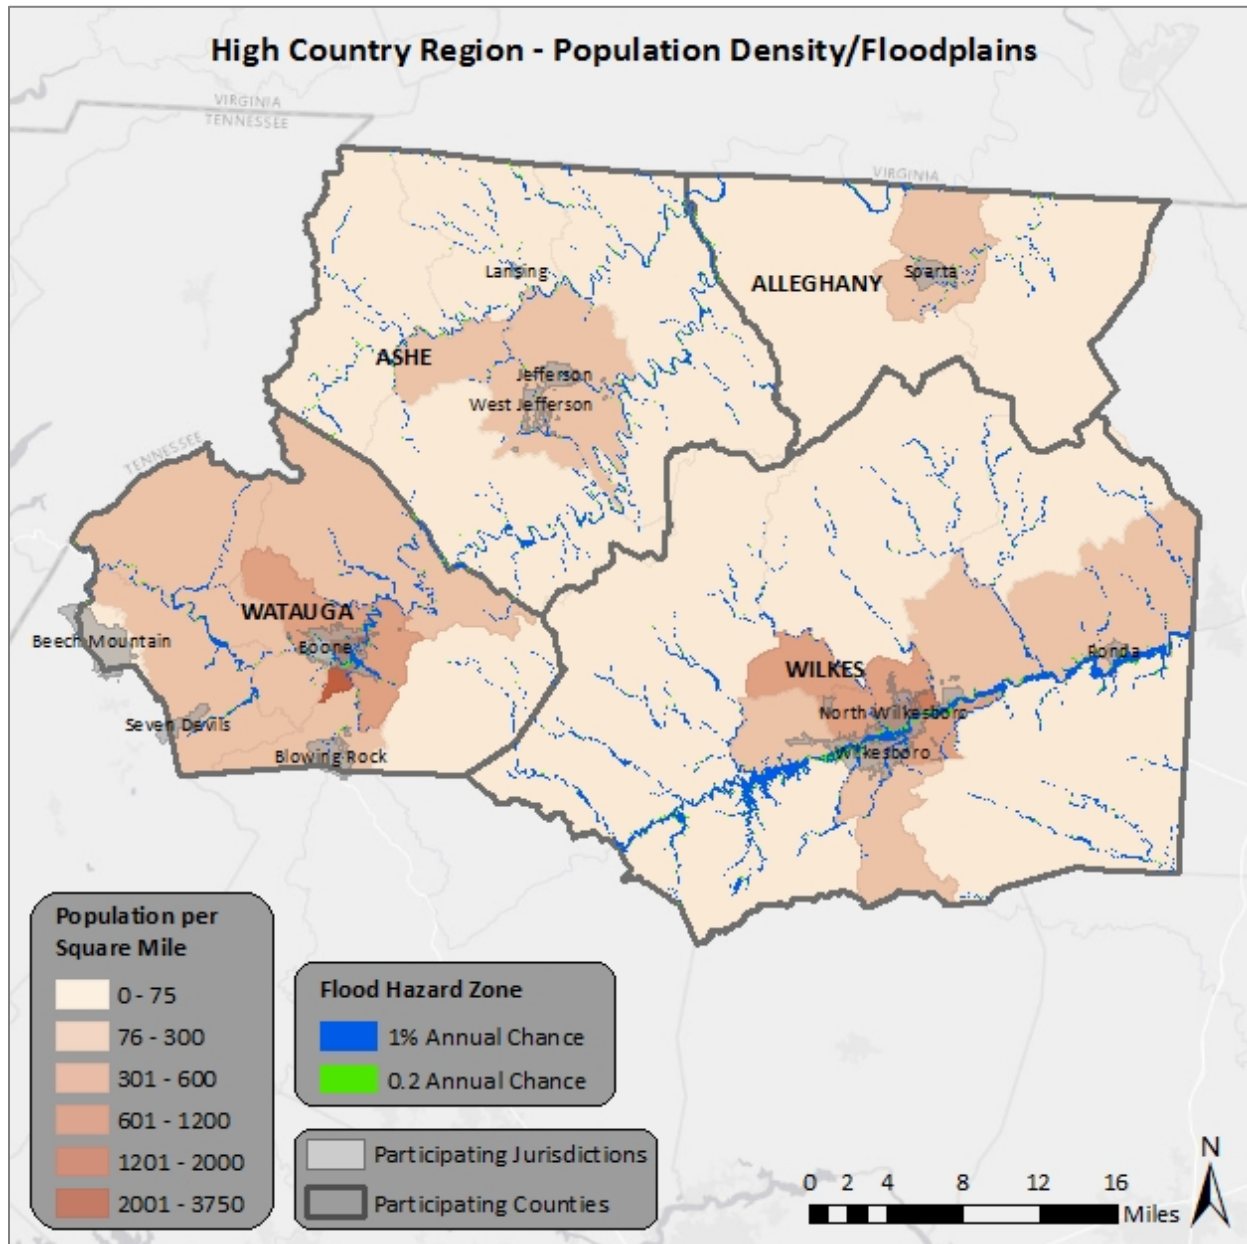 High Country Region - Population Density/Floodplains
VIRGINIA
TENNESSEE
VIRGINIA
Lansing
ALLEGHANY
Sparta
ASHE
Jefferson
West Jefferson
TENNESSEE
WATAUGA
Beech Mountain
Boone
Seven Devils
Blowing Rock
WILKES
Ronda
North Wilkesboro
Wilkesboro
Population per
Square Mile
0 - 75
76 - 300
301 - 600
601 - 1200
1201 - 2000
2001 - 3750
Flood Hazard Zone
1% Annual Chance
0.2 Annual Chance
Participating Jurisdictions
Participating Counties
N
0 2 4 8 12 16
Miles